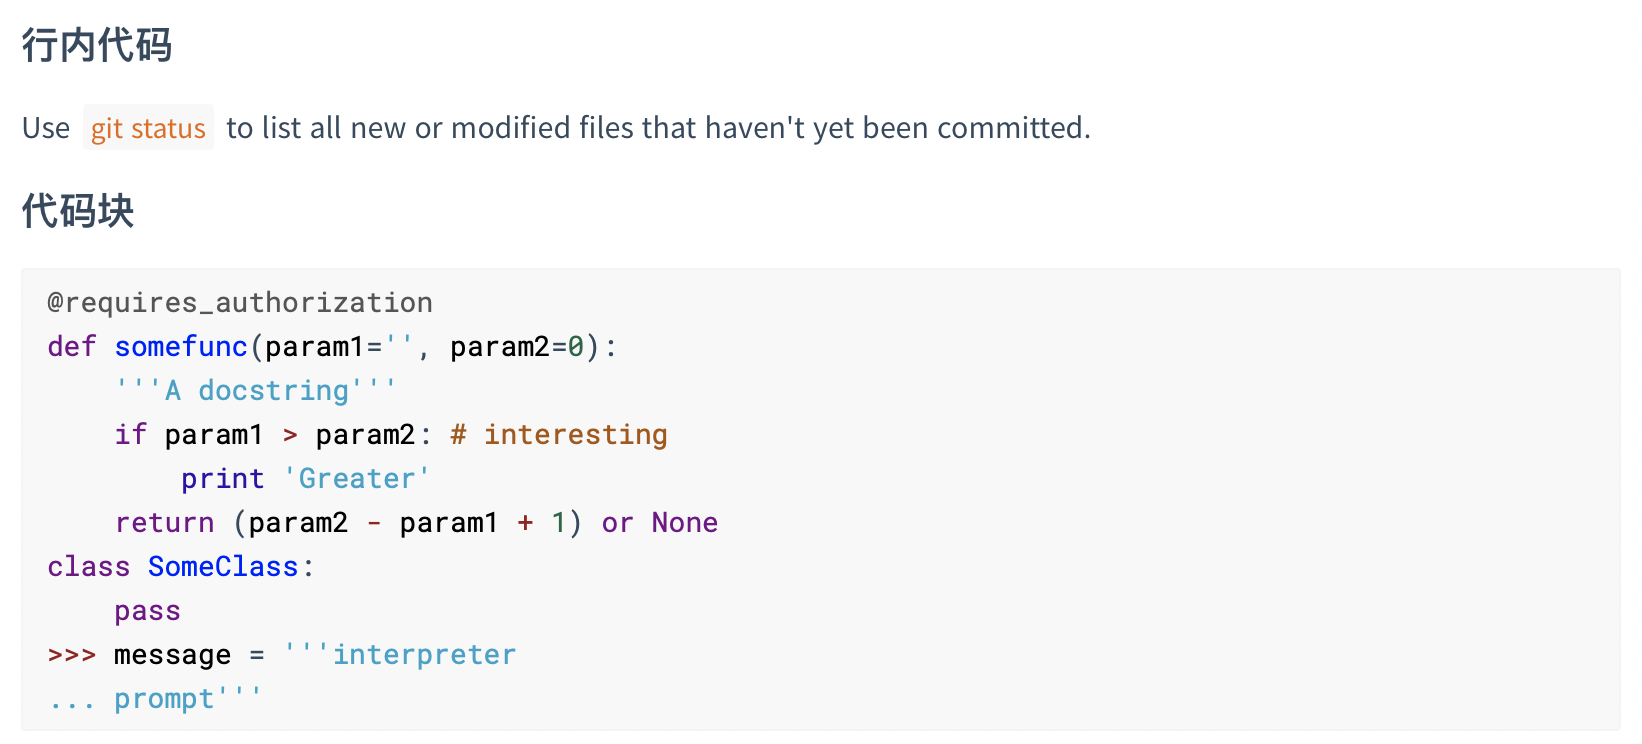 行内代码
Use git status to list all new or modified files that haven't yet been committed.
代码块
@requires_authorization
def somefunc(param1='', param2=0):
    '''A docstring'''
    if param1 > param2: # interesting
        print 'Greater'
    return (param2 - param1 + 1) or None
class SomeClass:
    pass
>>> message = '''interpreter
... prompt'''